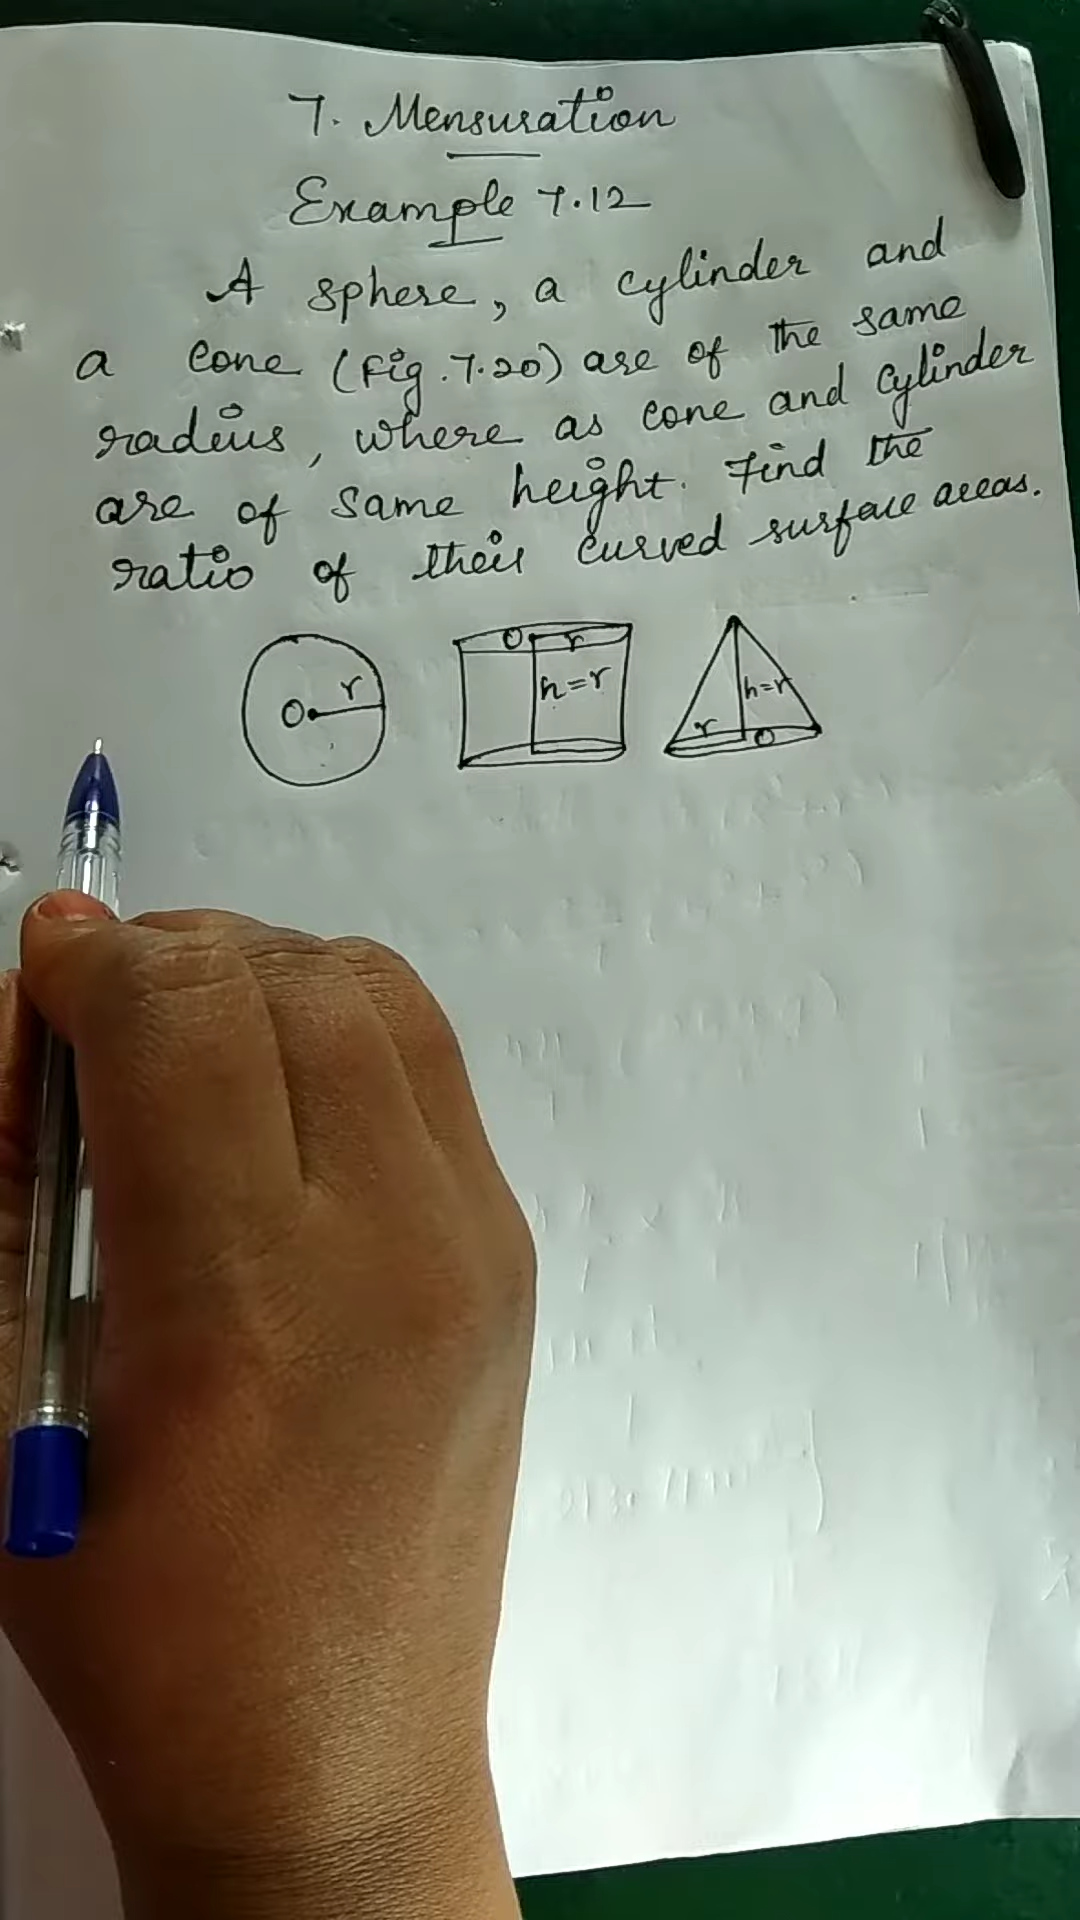 7. Mensuration
Example 7.12
A sphere, a cylinder and
a cone (Fig.7.20) are of the same
radius, where as cone and cylinder
are of same height. Find the
ratio of their curved surface areas.
O r
O r h=r
r h=r O